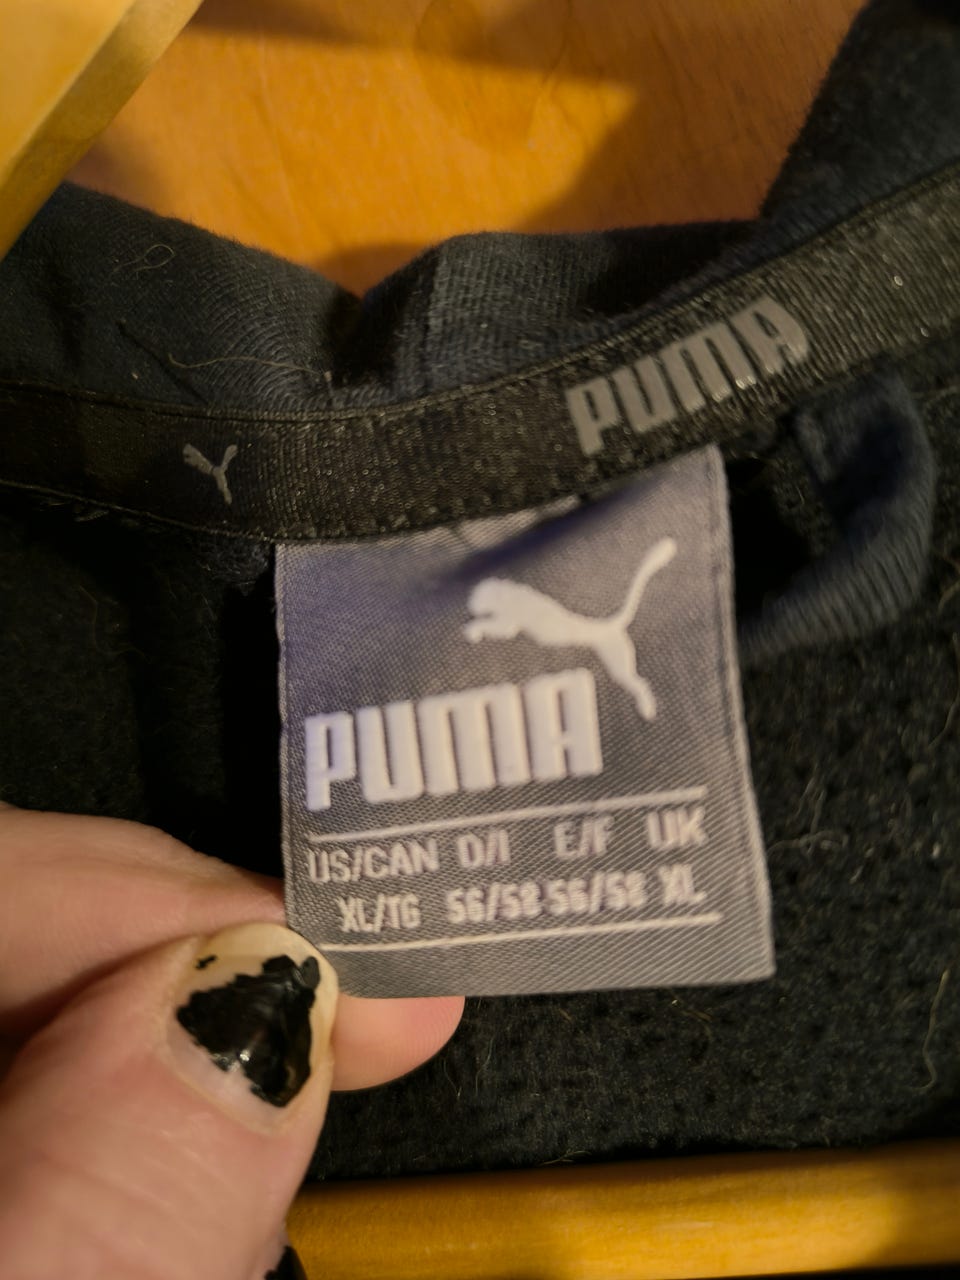 PUMA
PUMA
US/CAN D/I E/F UK
XL/TG 56/58 56/58 XL